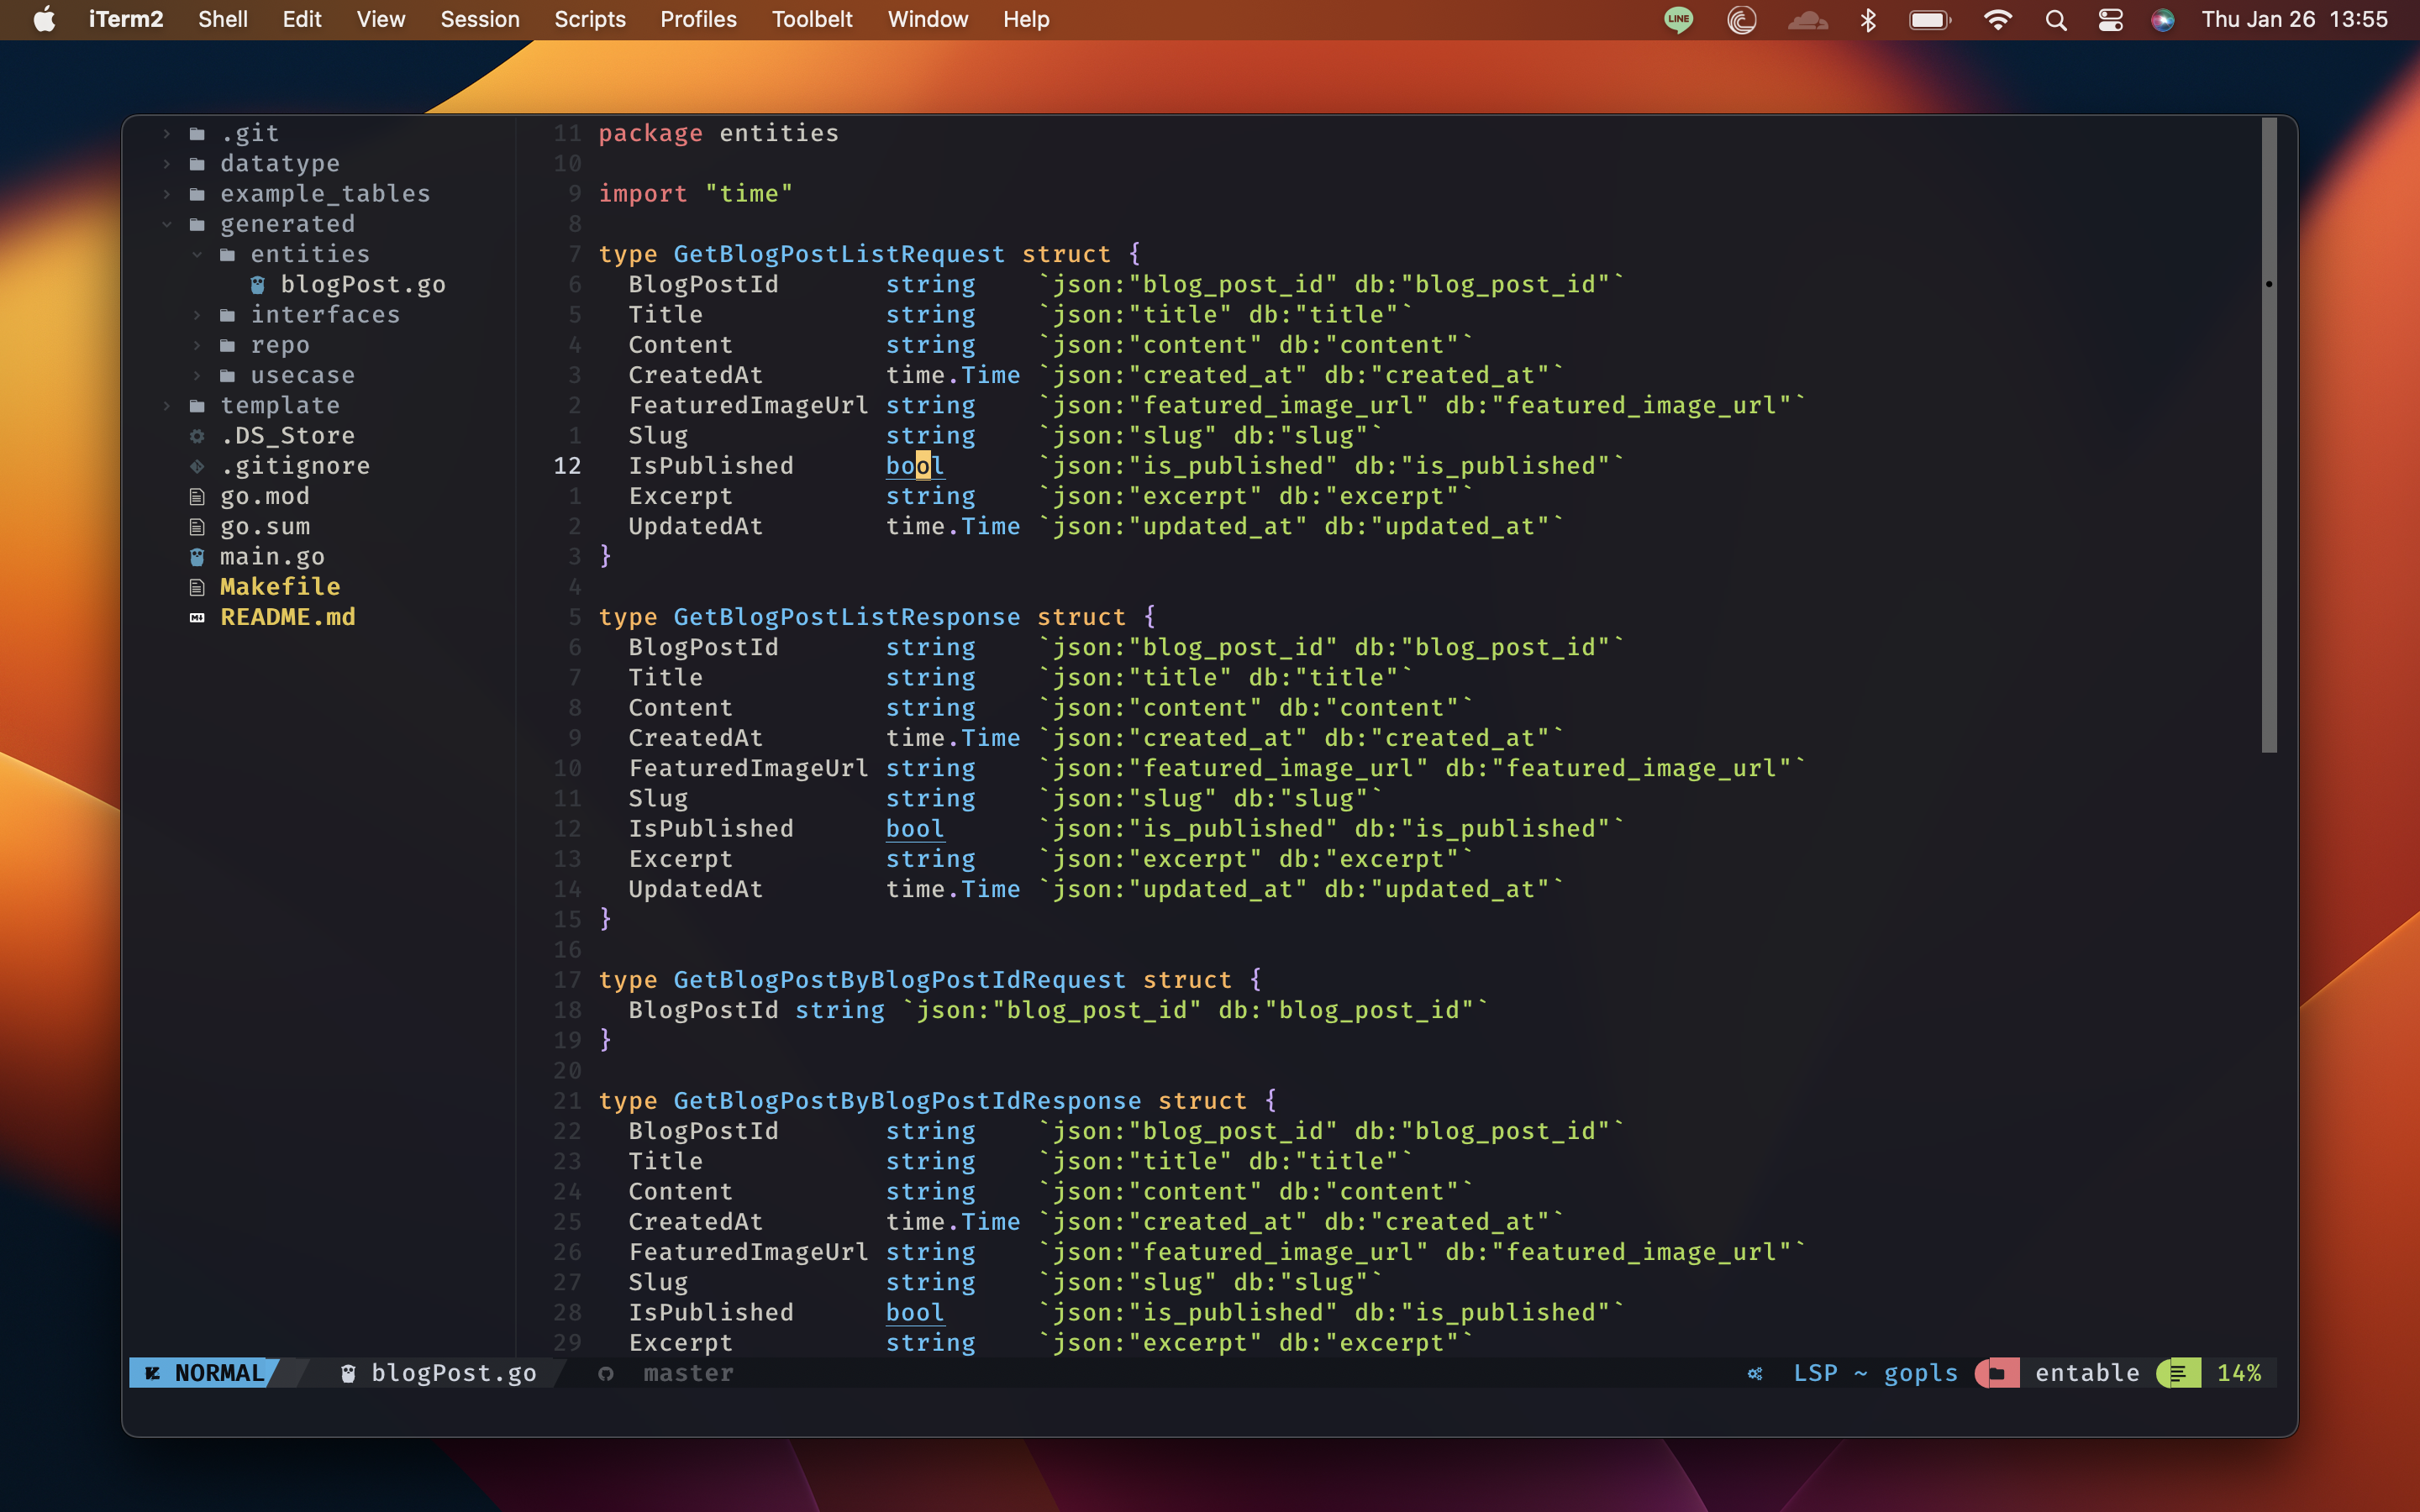 iTerm2 Shell Edit View Session Scripts Profiles Toolbelt Window Help LINE Thu Jan 26 13:55
.git
datatype
example_tables
generated
entities
blogPost.go
interfaces
repo
usecase
template
.DS_Store
.gitignore
go.mod
go.sum
main.go
Makefile
README.md
11 package entities
10
9 import "time"
8
7 type GetBlogPostListRequest struct {
6 BlogPostId string `json:"blog_post_id" db:"blog_post_id"`
5 Title string `json:"title" db:"title"`
4 Content string `json:"content" db:"content"`
3 CreatedAt time.Time `json:"created_at" db:"created_at"`
2 FeaturedImageUrl string `json:"featured_image_url" db:"featured_image_url"`
1 Slug string `json:"slug" db:"slug"`
12 IsPublished bool `json:"is_published" db:"is_published"`
1 Excerpt string `json:"excerpt" db:"excerpt"`
2 UpdatedAt time.Time `json:"updated_at" db:"updated_at"`
3 }
4
5 type GetBlogPostListResponse struct {
6 BlogPostId string `json:"blog_post_id" db:"blog_post_id"`
7 Title string `json:"title" db:"title"`
8 Content string `json:"content" db:"content"`
9 CreatedAt time.Time `json:"created_at" db:"created_at"`
10 FeaturedImageUrl string `json:"featured_image_url" db:"featured_image_url"`
11 Slug string `json:"slug" db:"slug"`
12 IsPublished bool `json:"is_published" db:"is_published"`
13 Excerpt string `json:"excerpt" db:"excerpt"`
14 UpdatedAt time.Time `json:"updated_at" db:"updated_at"`
15 }
16
17 type GetBlogPostByBlogPostIdRequest struct {
18 BlogPostId string `json:"blog_post_id" db:"blog_post_id"`
19 }
20
21 type GetBlogPostByBlogPostIdResponse struct {
22 BlogPostId string `json:"blog_post_id" db:"blog_post_id"`
23 Title string `json:"title" db:"title"`
24 Content string `json:"content" db:"content"`
25 CreatedAt time.Time `json:"created_at" db:"created_at"`
26 FeaturedImageUrl string `json:"featured_image_url" db:"featured_image_url"`
27 Slug string `json:"slug" db:"slug"`
28 IsPublished bool `json:"is_published" db:"is_published"`
29 Excerpt string `json:"excerpt" db:"excerpt"`
NORMAL blogPost.go master LSP ~ gopls entable 14%